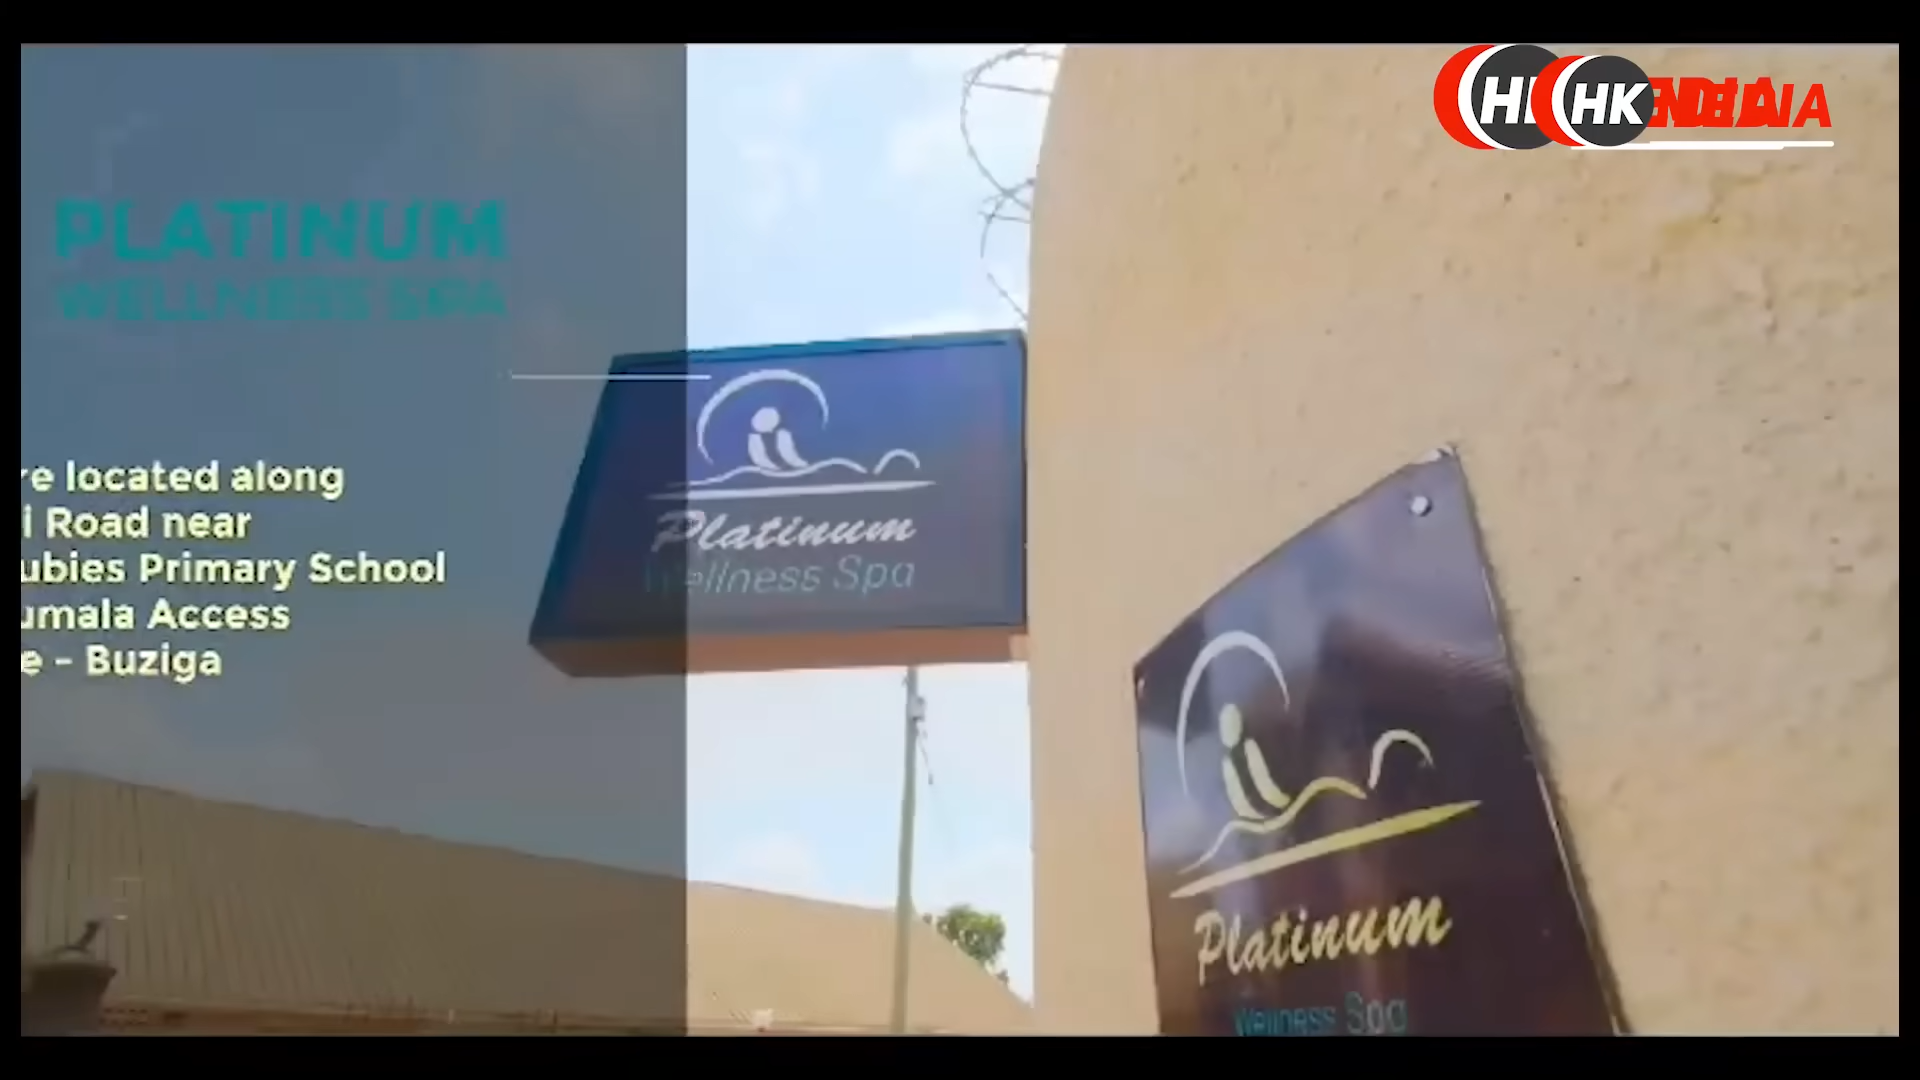 PLATINUM
WELLNESS SPA
re located along
i Road near
ubies Primary School
umala Access
e - Buziga
Platinum
Wellness Spa
Platinum
Wellness Spa
HK
HK